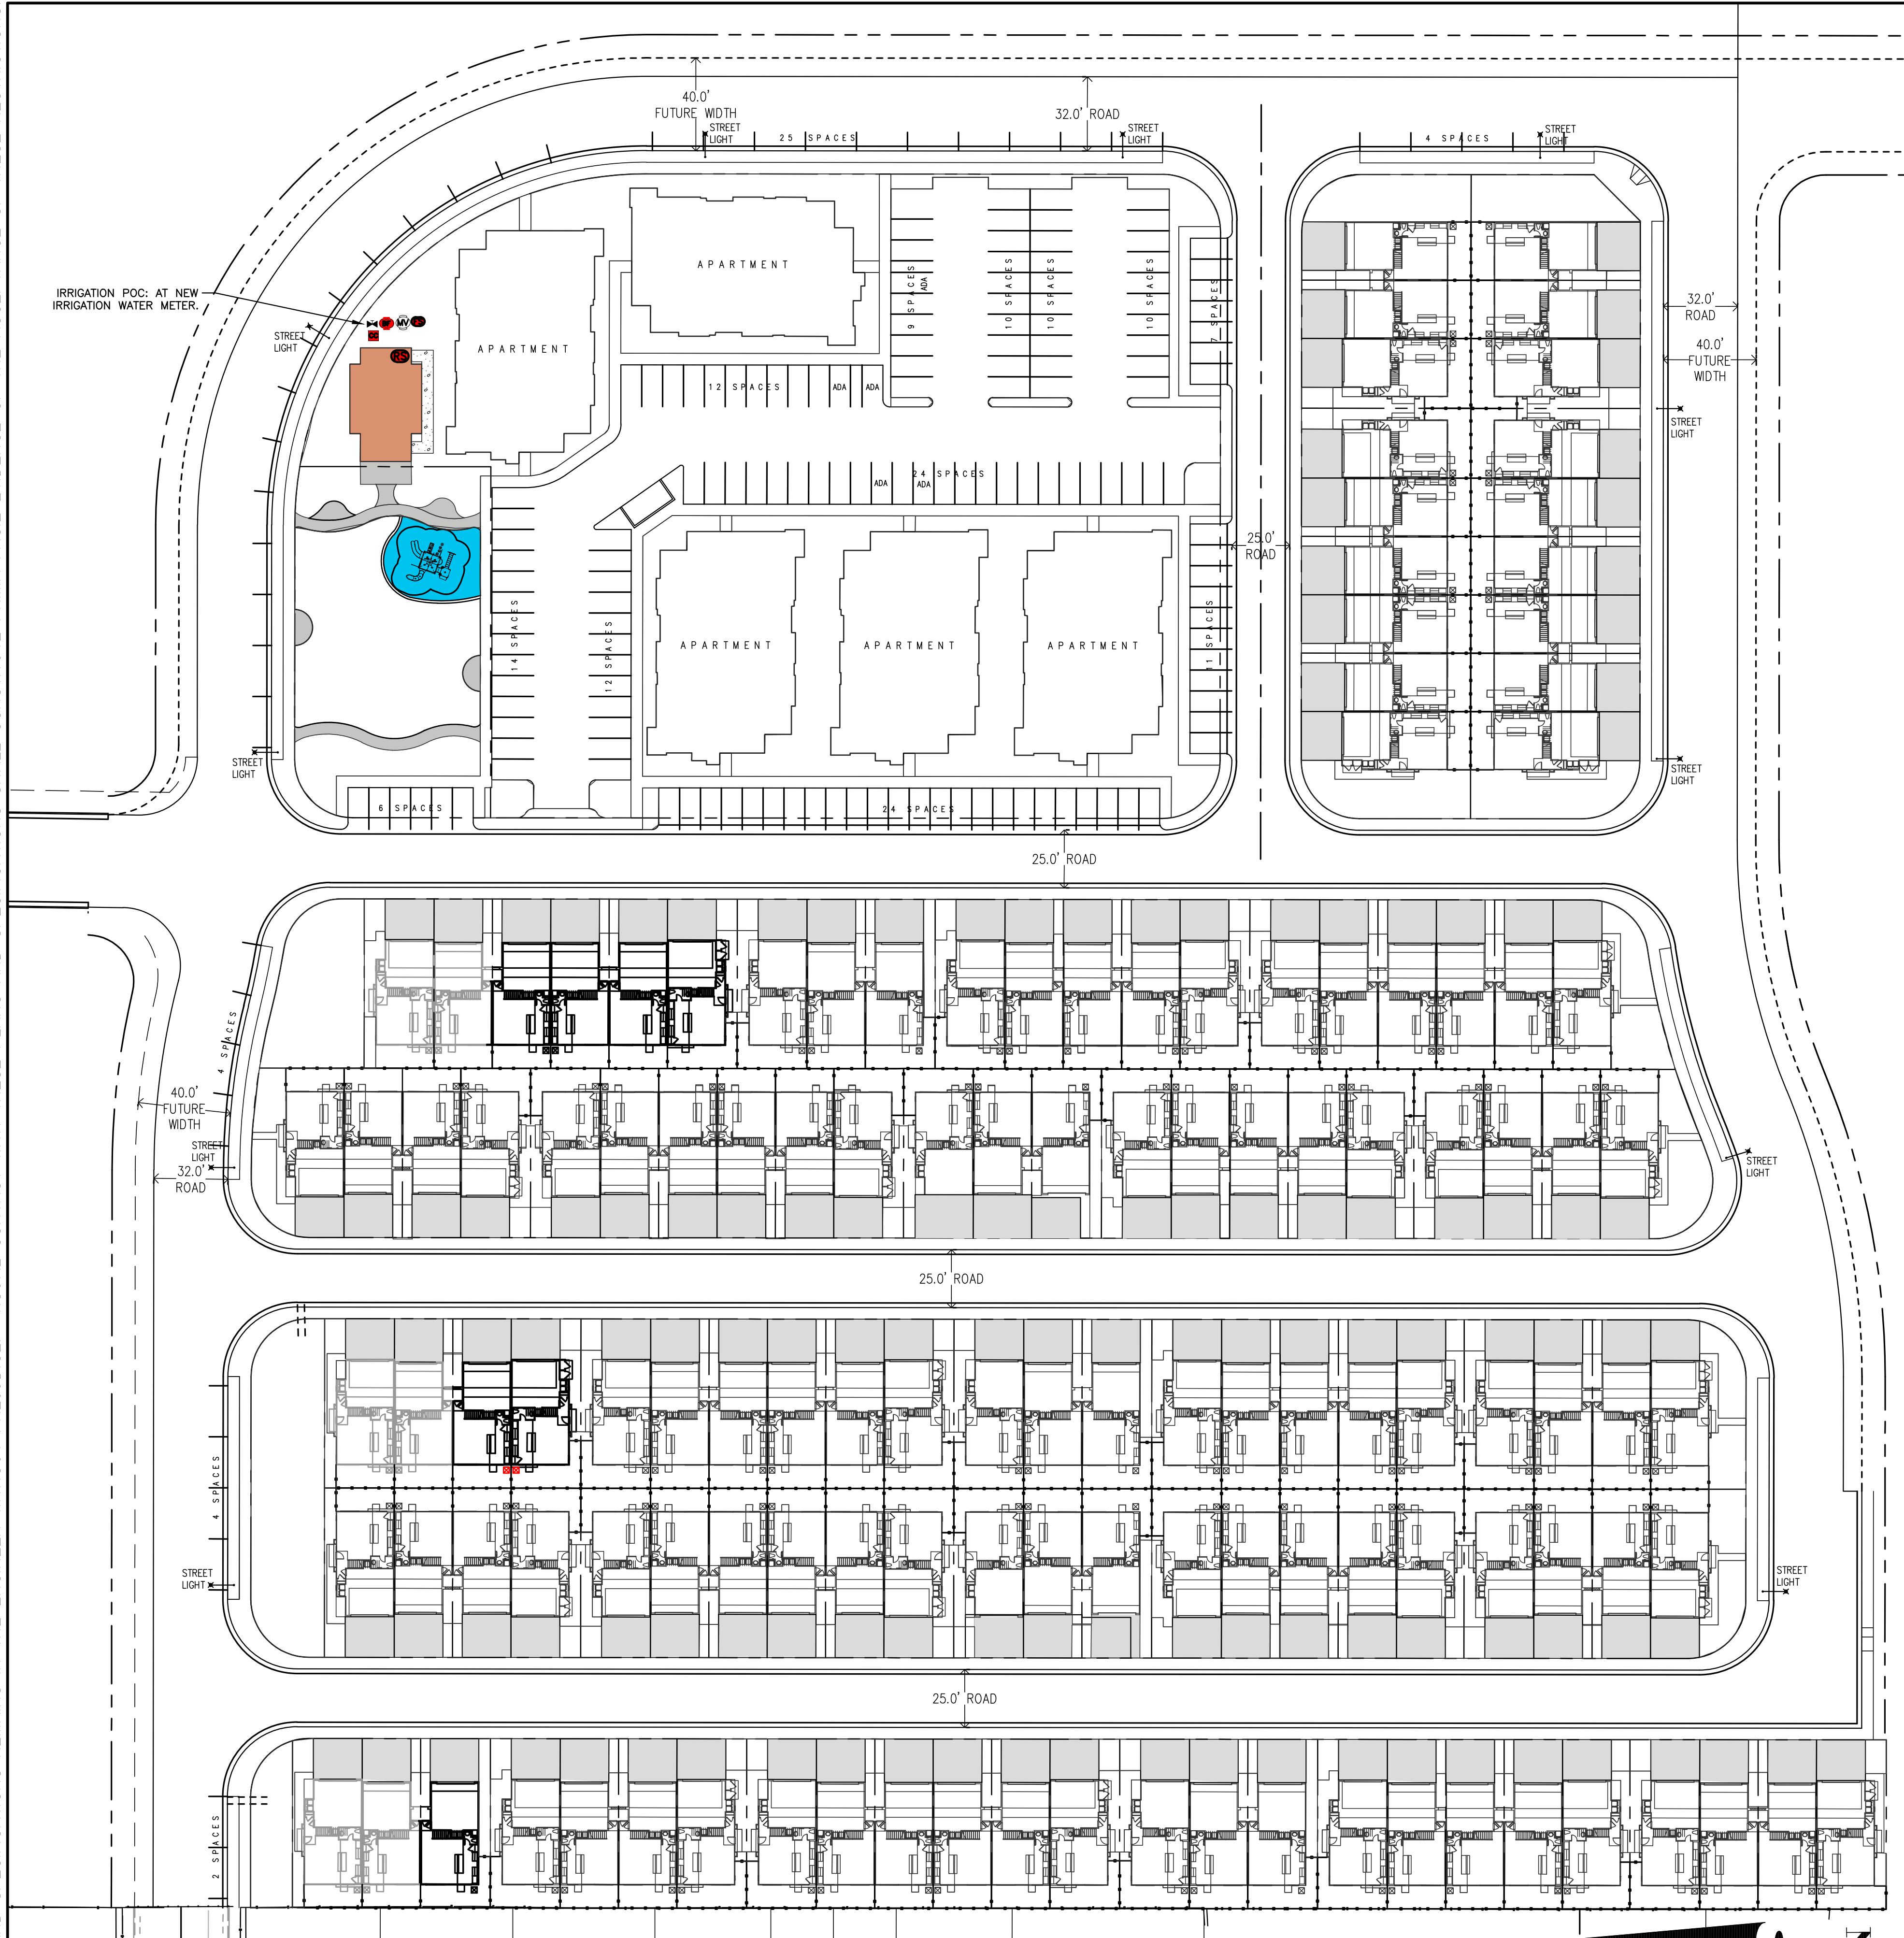 40.0'
FUTURE WIDTH
32.0' ROAD
STREET
LIGHT
25 SPACES
STREET
LIGHT
4 SPACES
STREET
LIGHT
IRRIGATION POC: AT NEW
IRRIGATION WATER METER.
MV
CC
RS
STREET
LIGHT
APARTMENT
APARTMENT
9 SPACES
ADA
10 SPACES
10 SPACES
10 SPACES
7 SPACES
32.0'
ROAD
40.0'
FUTURE
WIDTH
12 SPACES
ADA
ADA
STREET
LIGHT
24 SPACES
ADA
ADA
25.0'
ROAD
14 SPACES
12 SPACES
APARTMENT
APARTMENT
APARTMENT
11 SPACES
STREET
LIGHT
STREET
LIGHT
6 SPACES
24 SPACES
25.0' ROAD
4 SPACES
40.0'
FUTURE
WIDTH
STREET
LIGHT
32.0'
ROAD
STREET
LIGHT
25.0' ROAD
4 SPACES
STREET
LIGHT
STREET
LIGHT
25.0' ROAD
2 SPACES